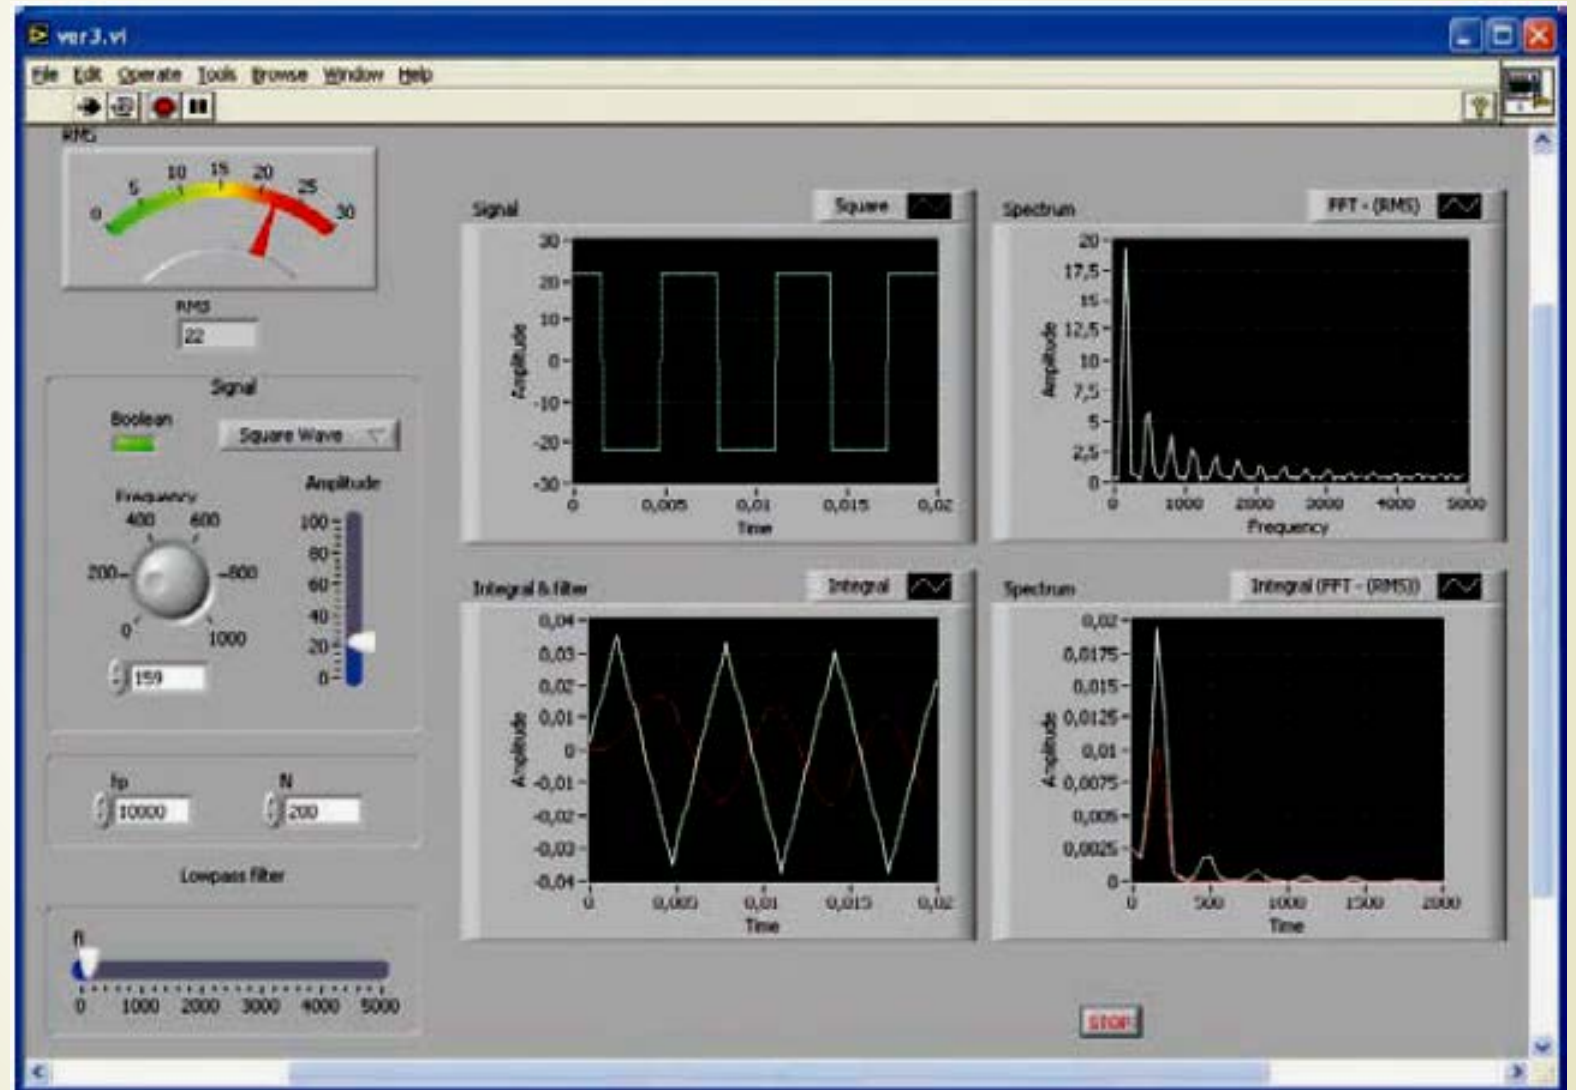 ver3.vi
File Edit Operate Tools Browse Window Help
RMS
0 5 10 15 20 25 30
RMS
22
Signal
Boolean
Square Wave
Frequency
0 200 400 600 800 1000
159
Amplitude
100
80
60
40
20
0
fp
10000
N
200
Lowpass filter
fl
0 1000 2000 3000 4000 5000
Signal
Square
Amplitude
30
20
10
0
-10
-20
-30
0 0,005 0,01 0,015 0,02
Time
Spectrum
FFT - (RMS)
Amplitude
20
17,5
15
12,5
10
7,5
5
2,5
0
0 1000 2000 3000 4000 5000
Frequency
Integral & filter
Integral
Amplitude
0,04
0,03
0,02
0,01
0
-0,01
-0,02
-0,03
-0,04
0 0,005 0,01 0,015 0,02
Time
Spectrum
Integral (FFT - (RMS))
Amplitude
0,02
0,0175
0,015
0,0125
0,01
0,0075
0,005
0,0025
0
0 500 1000 1500 2000
Time
STOP